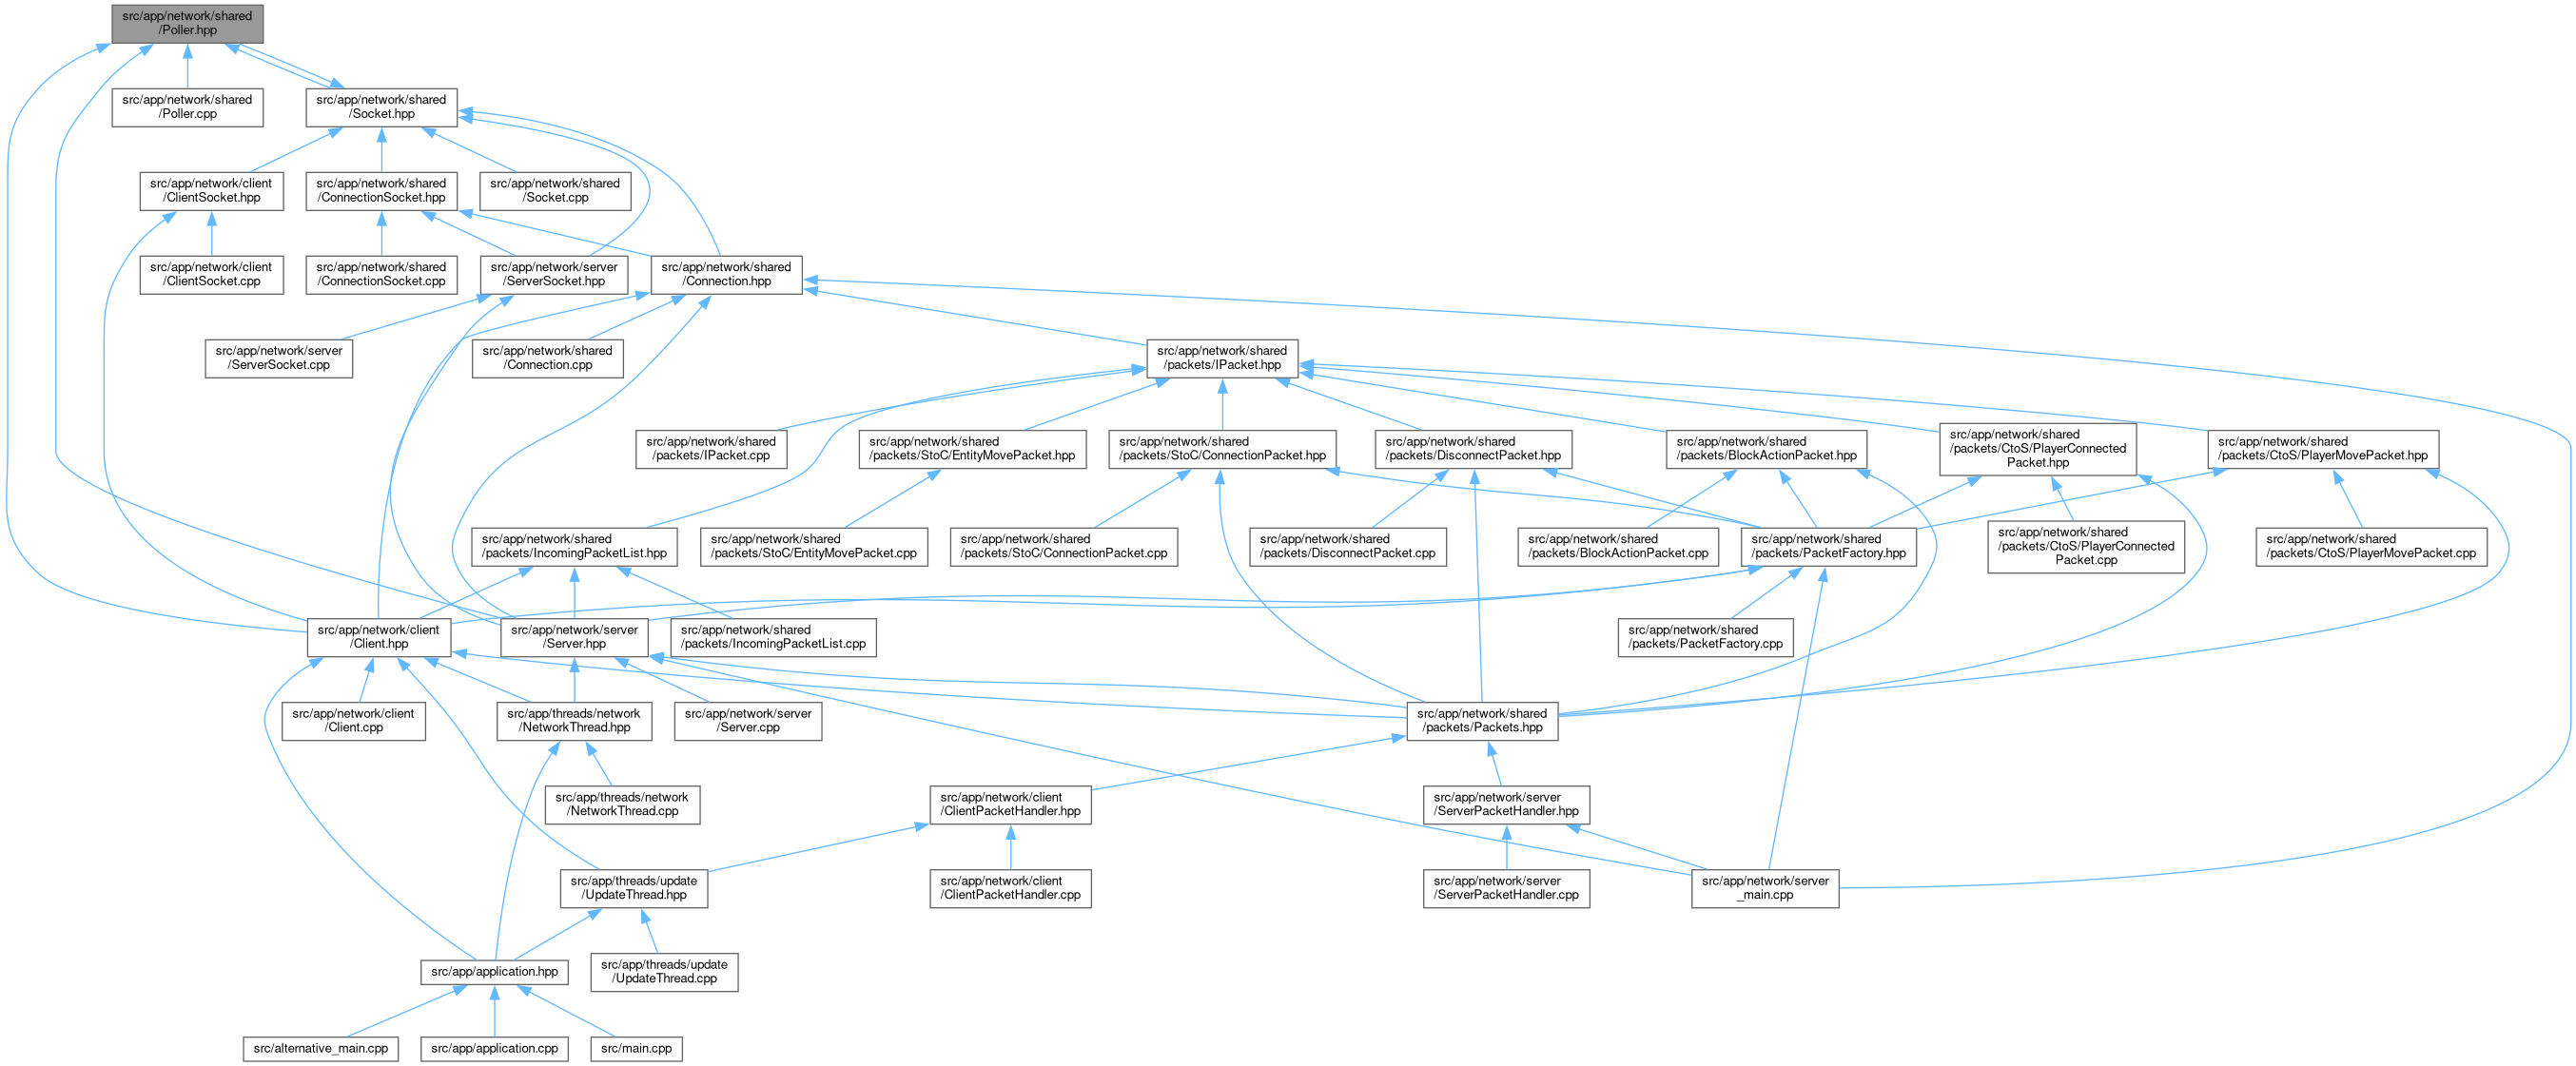 src/app/network/shared
/Poller.hpp
src/app/network/shared
/Poller.cpp
src/app/network/shared
/Socket.hpp
src/app/network/client
/ClientSocket.hpp
src/app/network/shared
/ConnectionSocket.hpp
src/app/network/shared
/Socket.cpp
src/app/network/client
/ClientSocket.cpp
src/app/network/shared
/ConnectionSocket.cpp
src/app/network/server
/ServerSocket.hpp
src/app/network/shared
/Connection.hpp
src/app/network/server
/ServerSocket.cpp
src/app/network/shared
/Connection.cpp
src/app/network/shared
/packets/IPacket.hpp
src/app/network/shared
/packets/IPacket.cpp
src/app/network/shared
/packets/StoC/EntityMovePacket.hpp
src/app/network/shared
/packets/StoC/ConnectionPacket.hpp
src/app/network/shared
/packets/DisconnectPacket.hpp
src/app/network/shared
/packets/BlockActionPacket.hpp
src/app/network/shared
/packets/CtoS/PlayerConnected
Packet.hpp
src/app/network/shared
/packets/CtoS/PlayerMovePacket.hpp
src/app/network/shared
/packets/IncomingPacketList.hpp
src/app/network/shared
/packets/StoC/EntityMovePacket.cpp
src/app/network/shared
/packets/StoC/ConnectionPacket.cpp
src/app/network/shared
/packets/DisconnectPacket.cpp
src/app/network/shared
/packets/BlockActionPacket.cpp
src/app/network/shared
/packets/PacketFactory.hpp
src/app/network/shared
/packets/CtoS/PlayerConnected
Packet.cpp
src/app/network/shared
/packets/CtoS/PlayerMovePacket.cpp
src/app/network/client
/Client.hpp
src/app/network/server
/Server.hpp
src/app/network/shared
/packets/IncomingPacketList.cpp
src/app/network/shared
/packets/PacketFactory.cpp
src/app/network/client
/Client.cpp
src/app/threads/network
/NetworkThread.hpp
src/app/network/server
/Server.cpp
src/app/network/shared
/packets/Packets.hpp
src/app/threads/network
/NetworkThread.cpp
src/app/network/client
/ClientPacketHandler.hpp
src/app/network/server
/ServerPacketHandler.hpp
src/app/threads/update
/UpdateThread.hpp
src/app/network/client
/ClientPacketHandler.cpp
src/app/network/server
/ServerPacketHandler.cpp
src/app/network/server
_main.cpp
src/app/application.hpp
src/app/threads/update
/UpdateThread.cpp
src/alternative_main.cpp
src/app/application.cpp
src/main.cpp